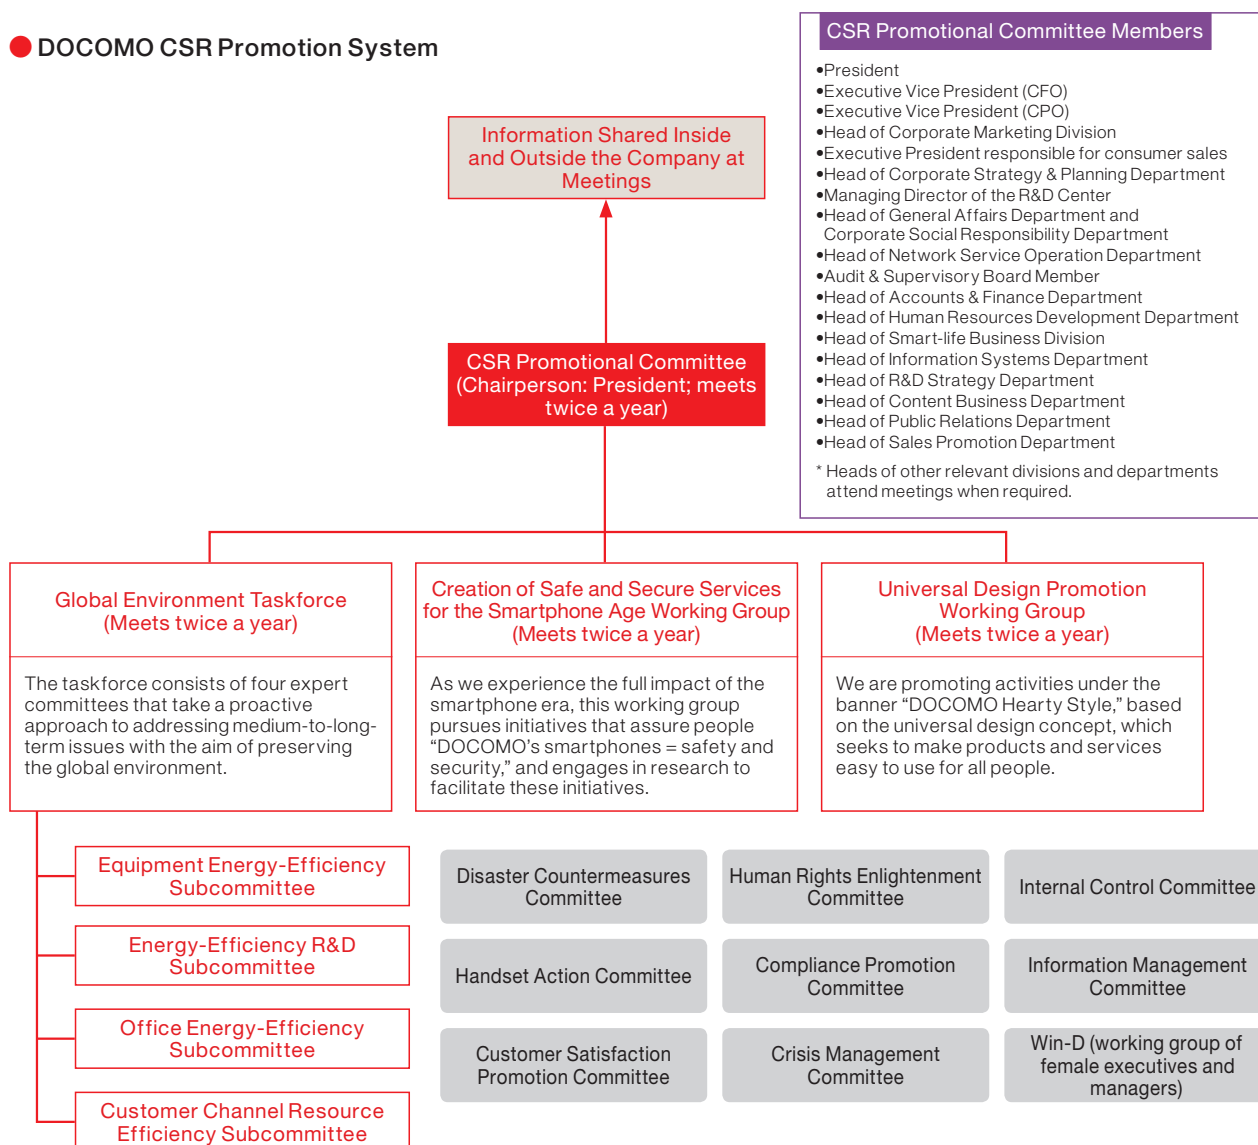 DOCOMO CSR Promotion System
CSR Promotional Committee Members
•President
•Executive Vice President (CFO)
•Executive Vice President (CPO)
•Head of Corporate Marketing Division
•Executive President responsible for consumer sales
•Head of Corporate Strategy & Planning Department
•Managing Director of the R&D Center
•Head of General Affairs Department and
Corporate Social Responsibility Department
•Head of Network Service Operation Department
•Audit & Supervisory Board Member
•Head of Accounts & Finance Department
•Head of Human Resources Development Department
•Head of Smart-life Business Division
•Head of Information Systems Department
•Head of R&D Strategy Department
•Head of Content Business Department
•Head of Public Relations Department
•Head of Sales Promotion Department
* Heads of other relevant divisions and departments
attend meetings when required.
Information Shared Inside
and Outside the Company at
Meetings
CSR Promotional Committee
(Chairperson: President; meets
twice a year)
Global Environment Taskforce
(Meets twice a year)
The taskforce consists of four expert
committees that take a proactive
approach to addressing medium-to-long-
term issues with the aim of preserving
the global environment.
Creation of Safe and Secure Services
for the Smartphone Age Working Group
(Meets twice a year)
As we experience the full impact of the
smartphone era, this working group
pursues initiatives that assure people
“DOCOMO’s smartphones = safety and
security,” and engages in research to
facilitate these initiatives.
Universal Design Promotion
Working Group
(Meets twice a year)
We are promoting activities under the
banner “DOCOMO Hearty Style,” based
on the universal design concept, which
seeks to make products and services
easy to use for all people.
Equipment Energy-Efficiency
Subcommittee
Energy-Efficiency R&D
Subcommittee
Office Energy-Efficiency
Subcommittee
Customer Channel Resource
Efficiency Subcommittee
Disaster Countermeasures
Committee
Human Rights Enlightenment
Committee
Internal Control Committee
Handset Action Committee
Compliance Promotion
Committee
Information Management
Committee
Customer Satisfaction
Promotion Committee
Crisis Management
Committee
Win-D (working group of
female executives and
managers)